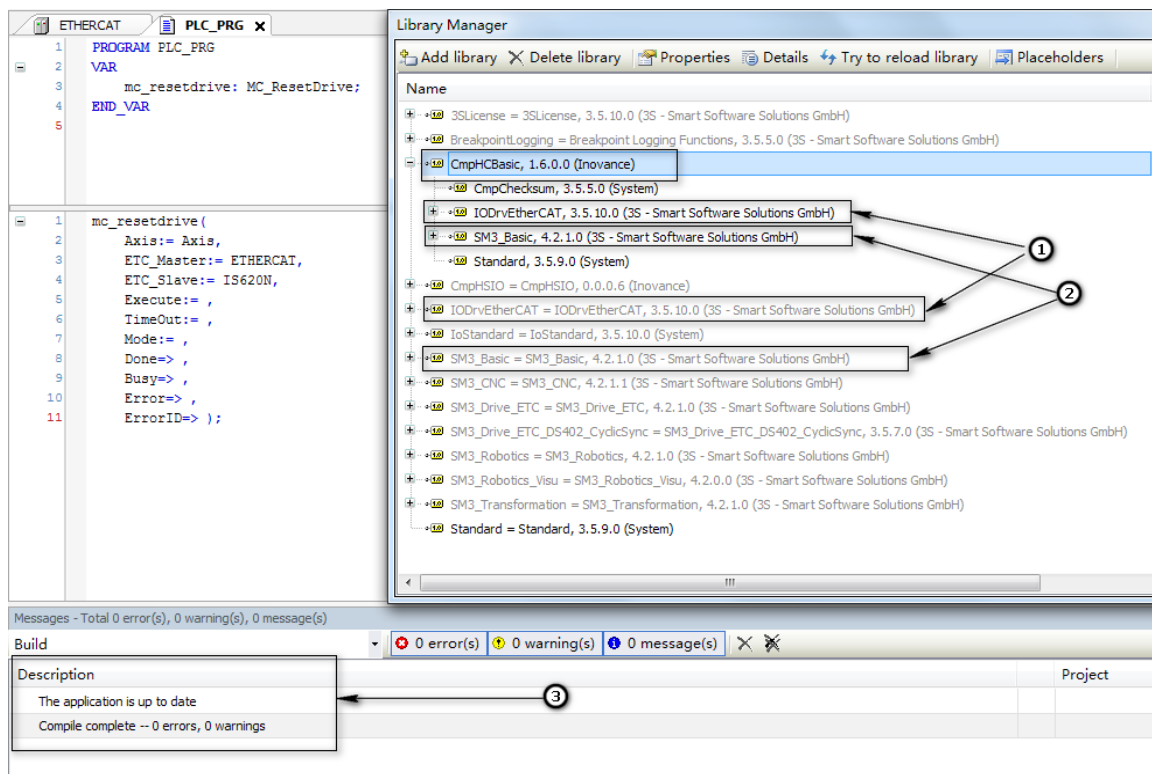 ETHERCAT
PLC_PRG
1 PROGRAM PLC_PRG
2 VAR
3 mc_resetdrive: MC_ResetDrive;
4 END_VAR
5
1 mc_resetdrive(
2 Axis:= Axis,
3 ETC_Master:= ETHERCAT,
4 ETC_Slave:= IS620N,
5 Execute:= ,
6 TimeOut:= ,
7 Mode:= ,
8 Done=> ,
9 Busy=> ,
10 Error=> ,
11 ErrorID=> );
Library Manager
Add library Delete library Properties Details Try to reload library Placeholders
Name
3SLicense = 3SLicense, 3.5.10.0 (3S - Smart Software Solutions GmbH)
BreakpointLogging = Breakpoint Logging Functions, 3.5.5.0 (3S - Smart Software Solutions GmbH)
CmpHCBasic, 1.6.0.0 (Inovance)
CmpChecksum, 3.5.5.0 (System)
IODrvEtherCAT, 3.5.10.0 (3S - Smart Software Solutions GmbH)
SM3_Basic, 4.2.1.0 (3S - Smart Software Solutions GmbH)
Standard, 3.5.9.0 (System)
CmpHSIO = CmpHSIO, 0.0.0.6 (Inovance)
IODrvEtherCAT = IODrvEtherCAT, 3.5.10.0 (3S - Smart Software Solutions GmbH)
IoStandard = IoStandard, 3.5.10.0 (System)
SM3_Basic = SM3_Basic, 4.2.1.0 (3S - Smart Software Solutions GmbH)
SM3_CNC = SM3_CNC, 4.2.1.1 (3S - Smart Software Solutions GmbH)
SM3_Drive_ETC = SM3_Drive_ETC, 4.2.1.0 (3S - Smart Software Solutions GmbH)
SM3_Drive_ETC_DS402_CyclicSync = SM3_Drive_ETC_DS402_CyclicSync, 3.5.7.0 (3S - Smart Software Solutions GmbH)
SM3_Robotics = SM3_Robotics, 4.2.1.0 (3S - Smart Software Solutions GmbH)
SM3_Robotics_Visu = SM3_Robotics_Visu, 4.2.0.0 (3S - Smart Software Solutions GmbH)
SM3_Transformation = SM3_Transformation, 4.2.1.0 (3S - Smart Software Solutions GmbH)
Standard = Standard, 3.5.9.0 (System)
1
2
Messages - Total 0 error(s), 0 warning(s), 0 message(s)
Build 0 error(s) 0 warning(s) 0 message(s)
Description Project
The application is up to date
Compile complete -- 0 errors, 0 warnings
3